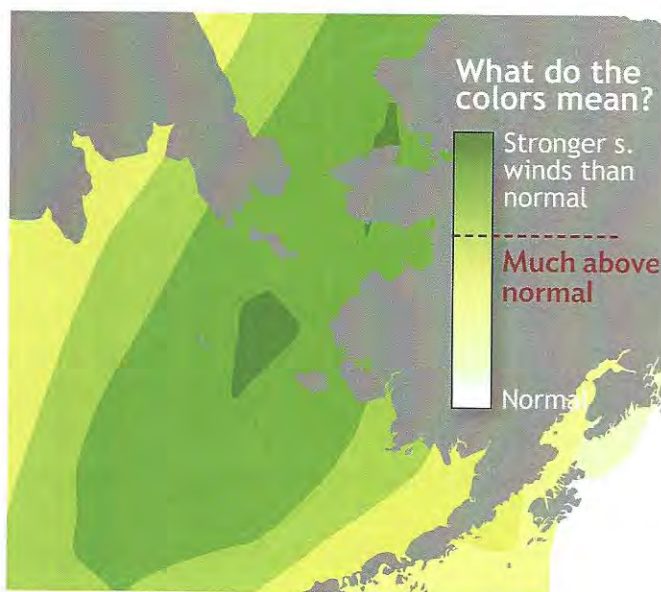 What do the
colors mean?
Stronger s.
winds than
normal
Much above
normal
Normal